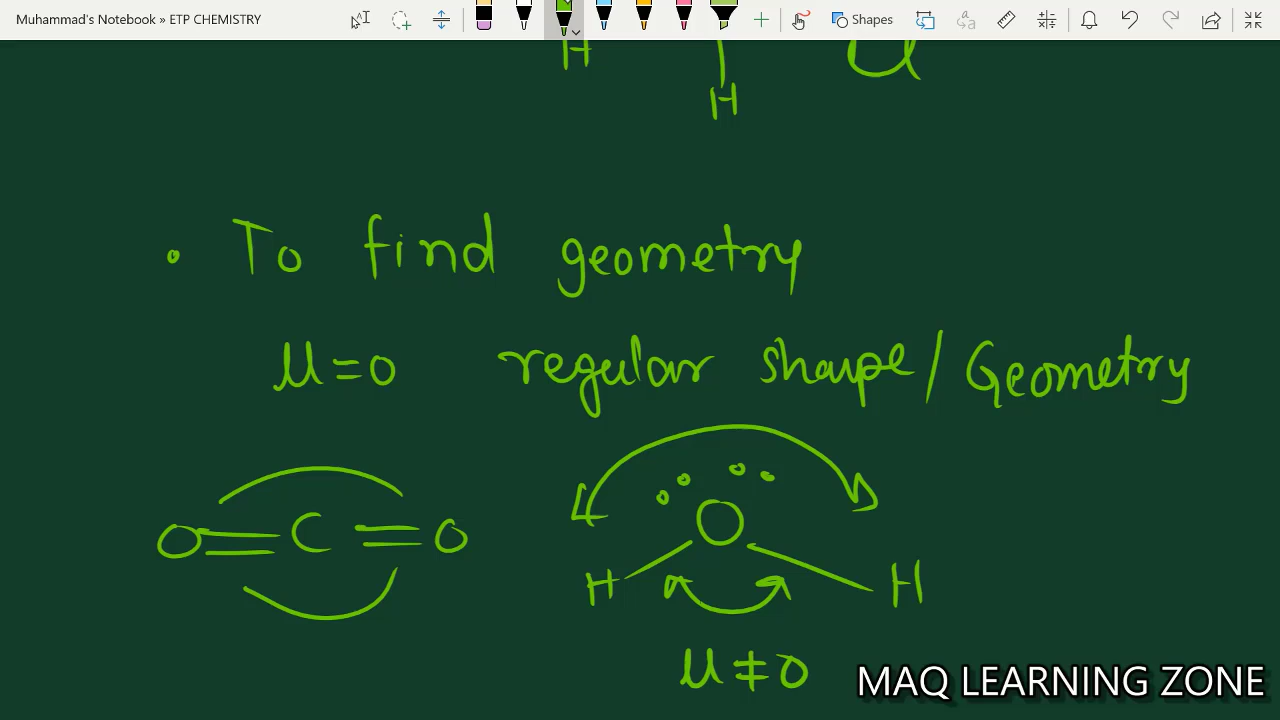 Muhammad's Notebook » ETP CHEMISTRY
Shapes
H
H
• To find geometry
μ=0 regular shape/Geometry
O=C=O
O
H H
μ≠0
MAQ LEARNING ZONE